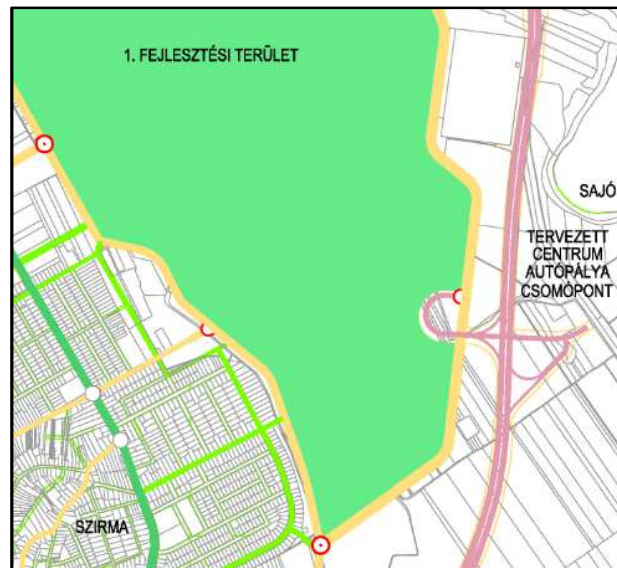 1. FEJLESZTÉSI TERÜLET
SAJÓ
TERVEZETT
CENTRUM
AUTÓPÁLYA
CSOMÓPONT
SZIRMA